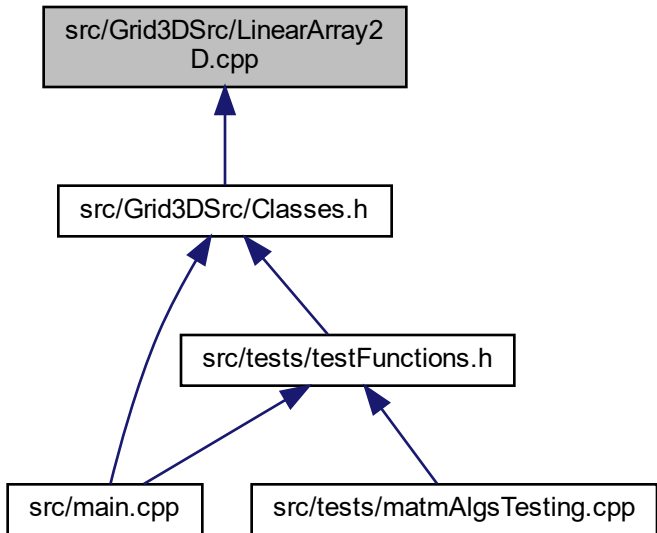 src/Grid3DSrc/LinearArray2
D.cpp
src/Grid3DSrc/Classes.h
src/tests/testFunctions.h
src/main.cpp
src/tests/matmAlgsTesting.cpp